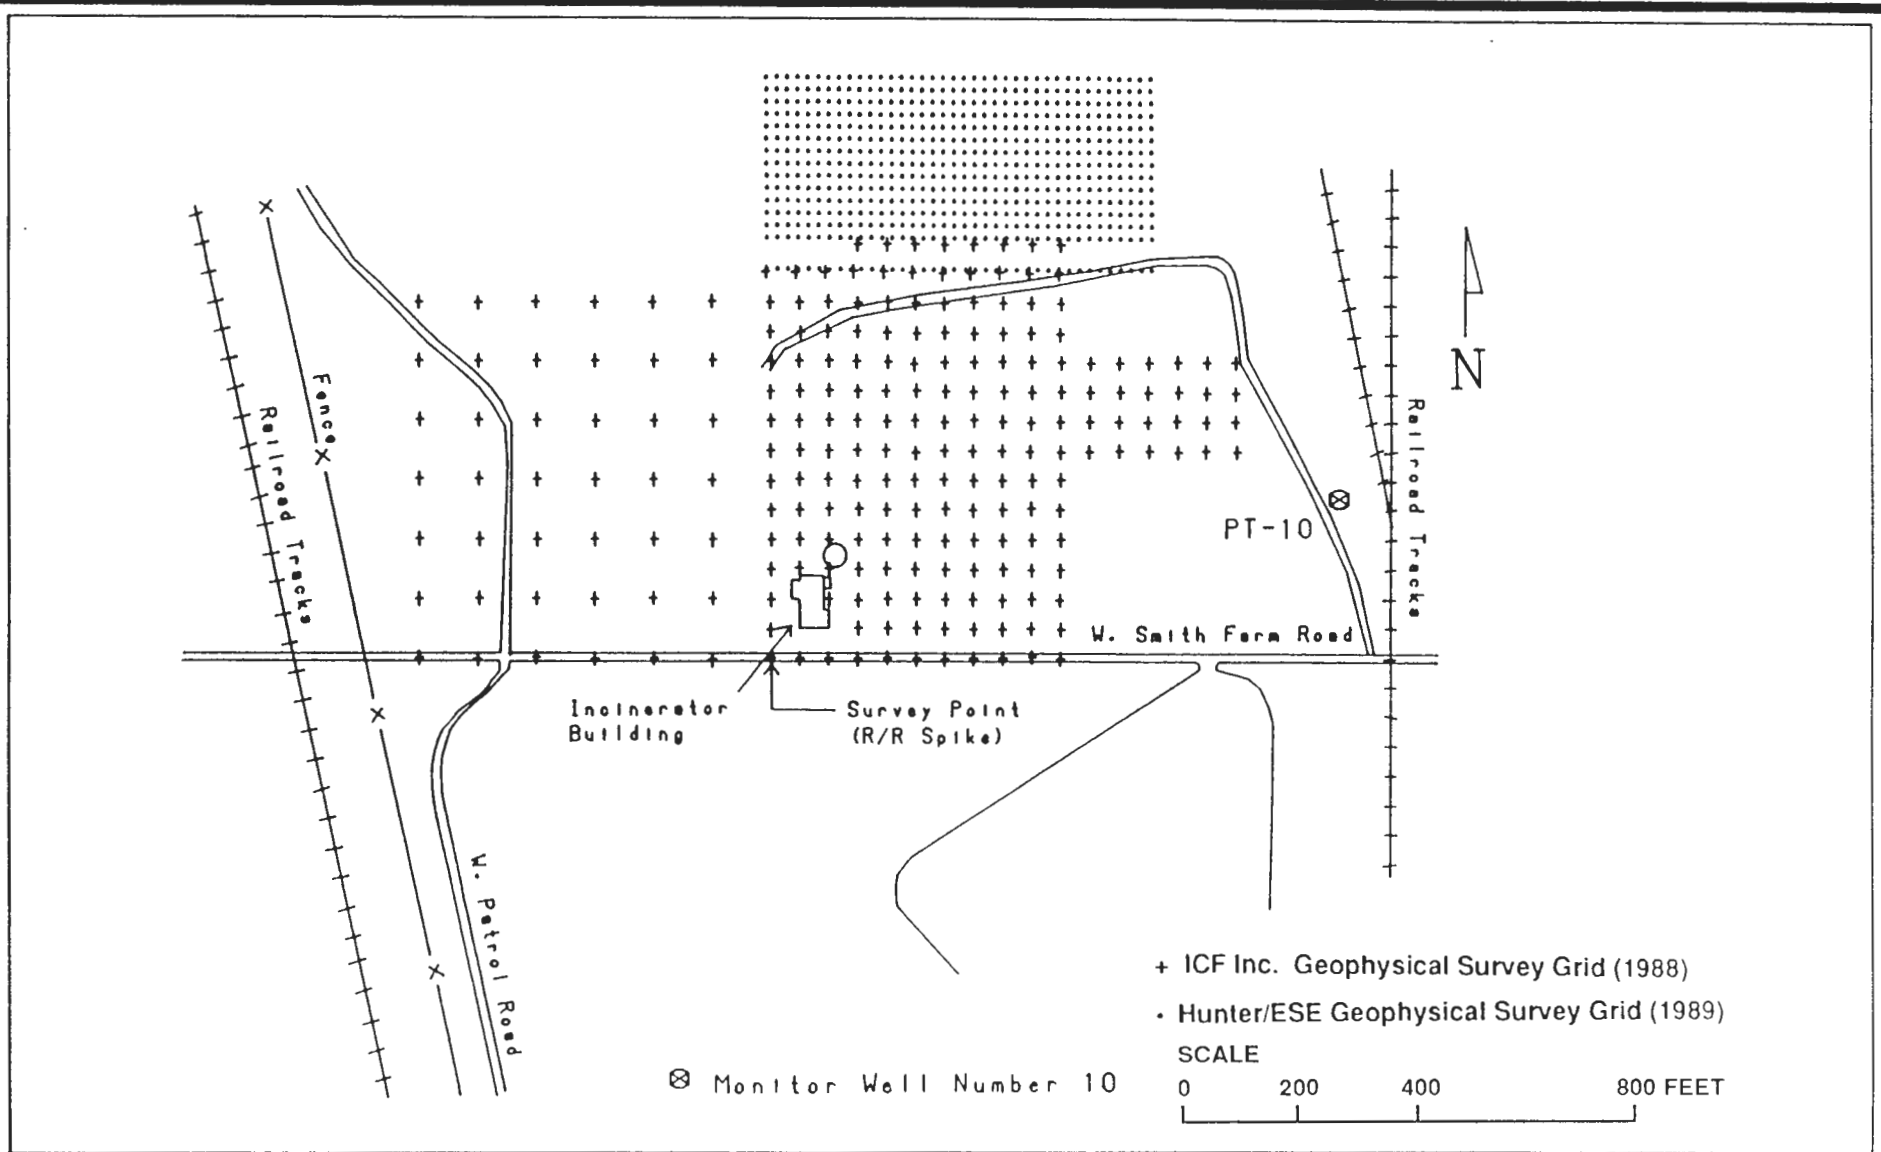 Fence
Railroad Tracks
N
Railroad Tracks
PT-10
W. Smith Farm Road
Incinerator
Building
Survey Point
(R/R Spike)
W. Patrol Road
+ ICF Inc. Geophysical Survey Grid (1988)
· Hunter/ESE Geophysical Survey Grid (1989)
SCALE
0 200 400 800 FEET
⊗ Monitor Well Number 10